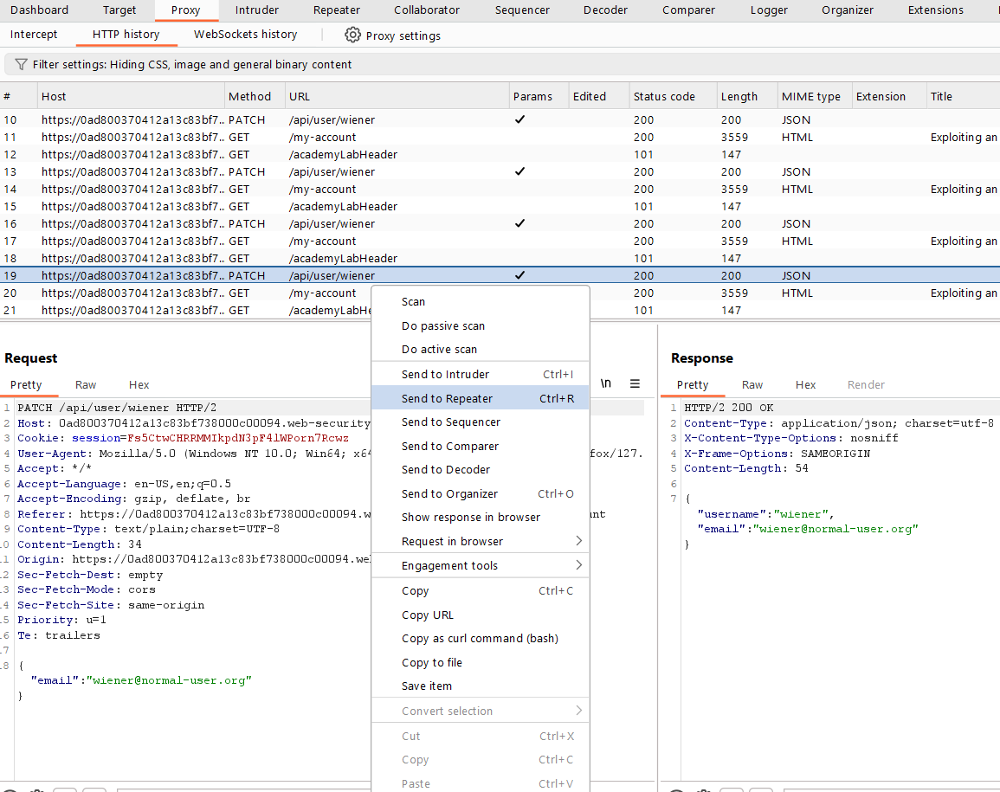 Dashboard Target Proxy Intruder Repeater Collaborator Sequencer Decoder Comparer Logger Organizer Extensions
Intercept HTTP history WebSockets history Proxy settings
Filter settings: Hiding CSS, image and general binary content
# Host Method URL Params Edited Status code Length MIME type Extension Title
10 https://0ad800370412a13c83bf7.. PATCH /api/user/wiener ✓ 200 200 JSON
11 https://0ad800370412a13c83bf7.. GET /my-account 200 3559 HTML Exploiting an
12 https://0ad800370412a13c83bf7.. GET /academyLabHeader 101 147
13 https://0ad800370412a13c83bf7.. PATCH /api/user/wiener ✓ 200 200 JSON
14 https://0ad800370412a13c83bf7.. GET /my-account 200 3559 HTML Exploiting an
15 https://0ad800370412a13c83bf7.. GET /academyLabHeader 101 147
16 https://0ad800370412a13c83bf7.. PATCH /api/user/wiener ✓ 200 200 JSON
17 https://0ad800370412a13c83bf7.. GET /my-account 200 3559 HTML Exploiting an
18 https://0ad800370412a13c83bf7.. GET /academyLabHeader 101 147
19 https://0ad800370412a13c83bf7.. PATCH /api/user/wiener ✓ 200 200 JSON
20 https://0ad800370412a13c83bf7.. GET /my-account 200 3559 HTML Exploiting an
21 https://0ad800370412a13c83bf7.. GET /academyLabHe 101 147
Request
Pretty Raw Hex \n
1 PATCH /api/user/wiener HTTP/2
2 Host: 0ad800370412a13c83bf738000c00094.web-security
3 Cookie: session=Fs5CtwCHRRMMIkpdN3pF4lWPorn7Rcwz
4 User-Agent: Mozilla/5.0 (Windows NT 10.0; Win64; x64 fox/127.
5 Accept: */*
6 Accept-Language: en-US,en;q=0.5
7 Accept-Encoding: gzip, deflate, br
8 Referer: https://0ad800370412a13c83bf738000c00094.w unt
9 Content-Type: text/plain;charset=UTF-8
10 Content-Length: 34
11 Origin: https://0ad800370412a13c83bf738000c00094.we
12 Sec-Fetch-Dest: empty
13 Sec-Fetch-Mode: cors
14 Sec-Fetch-Site: same-origin
15 Priority: u=1
16 Te: trailers
17
18 {
"email":"wiener@normal-user.org"
}
Scan
Do passive scan
Do active scan
Send to Intruder Ctrl+I
Send to Repeater Ctrl+R
Send to Sequencer
Send to Comparer
Send to Decoder
Send to Organizer Ctrl+O
Show response in browser
Request in browser
Engagement tools
Copy Ctrl+C
Copy URL
Copy as curl command (bash)
Copy to file
Save item
Convert selection
Cut Ctrl+X
Copy Ctrl+C
Paste Ctrl+V
Response
Pretty Raw Hex Render
1 HTTP/2 200 OK
2 Content-Type: application/json; charset=utf-8
3 X-Content-Type-Options: nosniff
4 X-Frame-Options: SAMEORIGIN
5 Content-Length: 54
6
7 {
"username":"wiener",
"email":"wiener@normal-user.org"
}